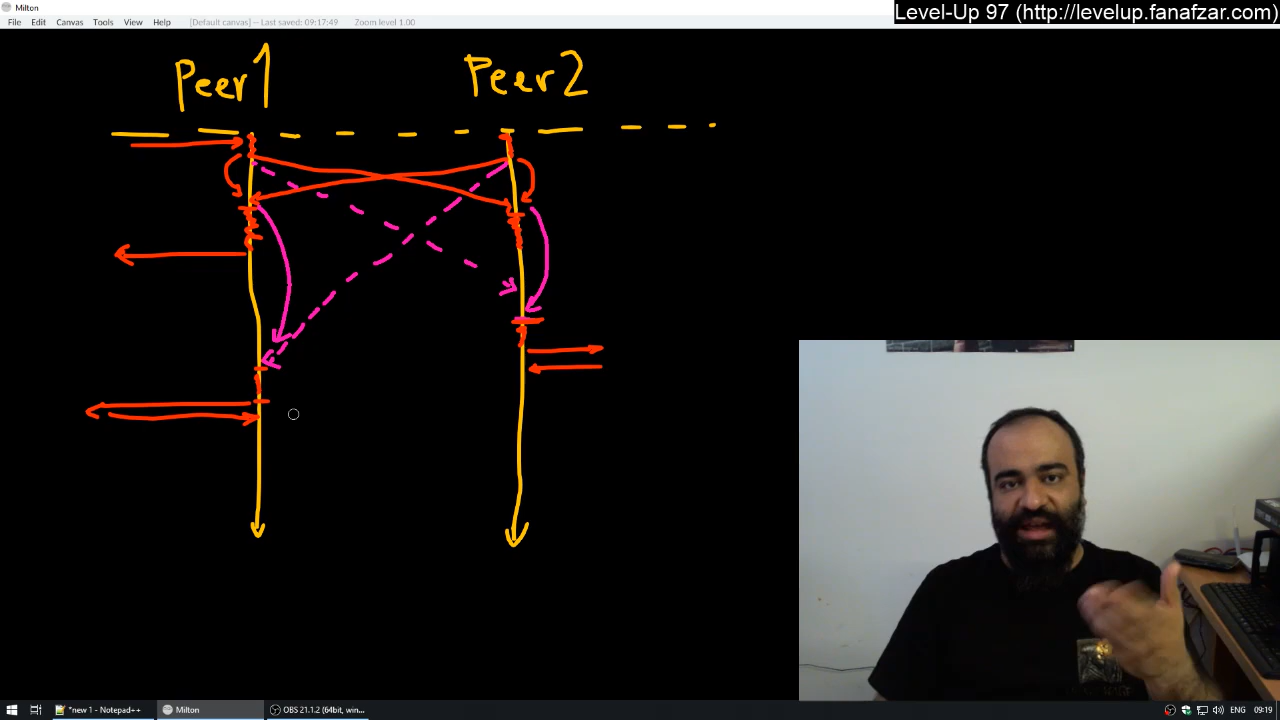 Milton
Level-Up 97 (http://levelup.fanafzar.com)
File Edit Canvas Tools View Help [Default canvas] -- Last saved: 09:17:49 Zoom level 1.00
Peer1 Peer2
*new 1 - Notepad++ Milton OBS 21.1.2 (64bit, win... ENG 09:19